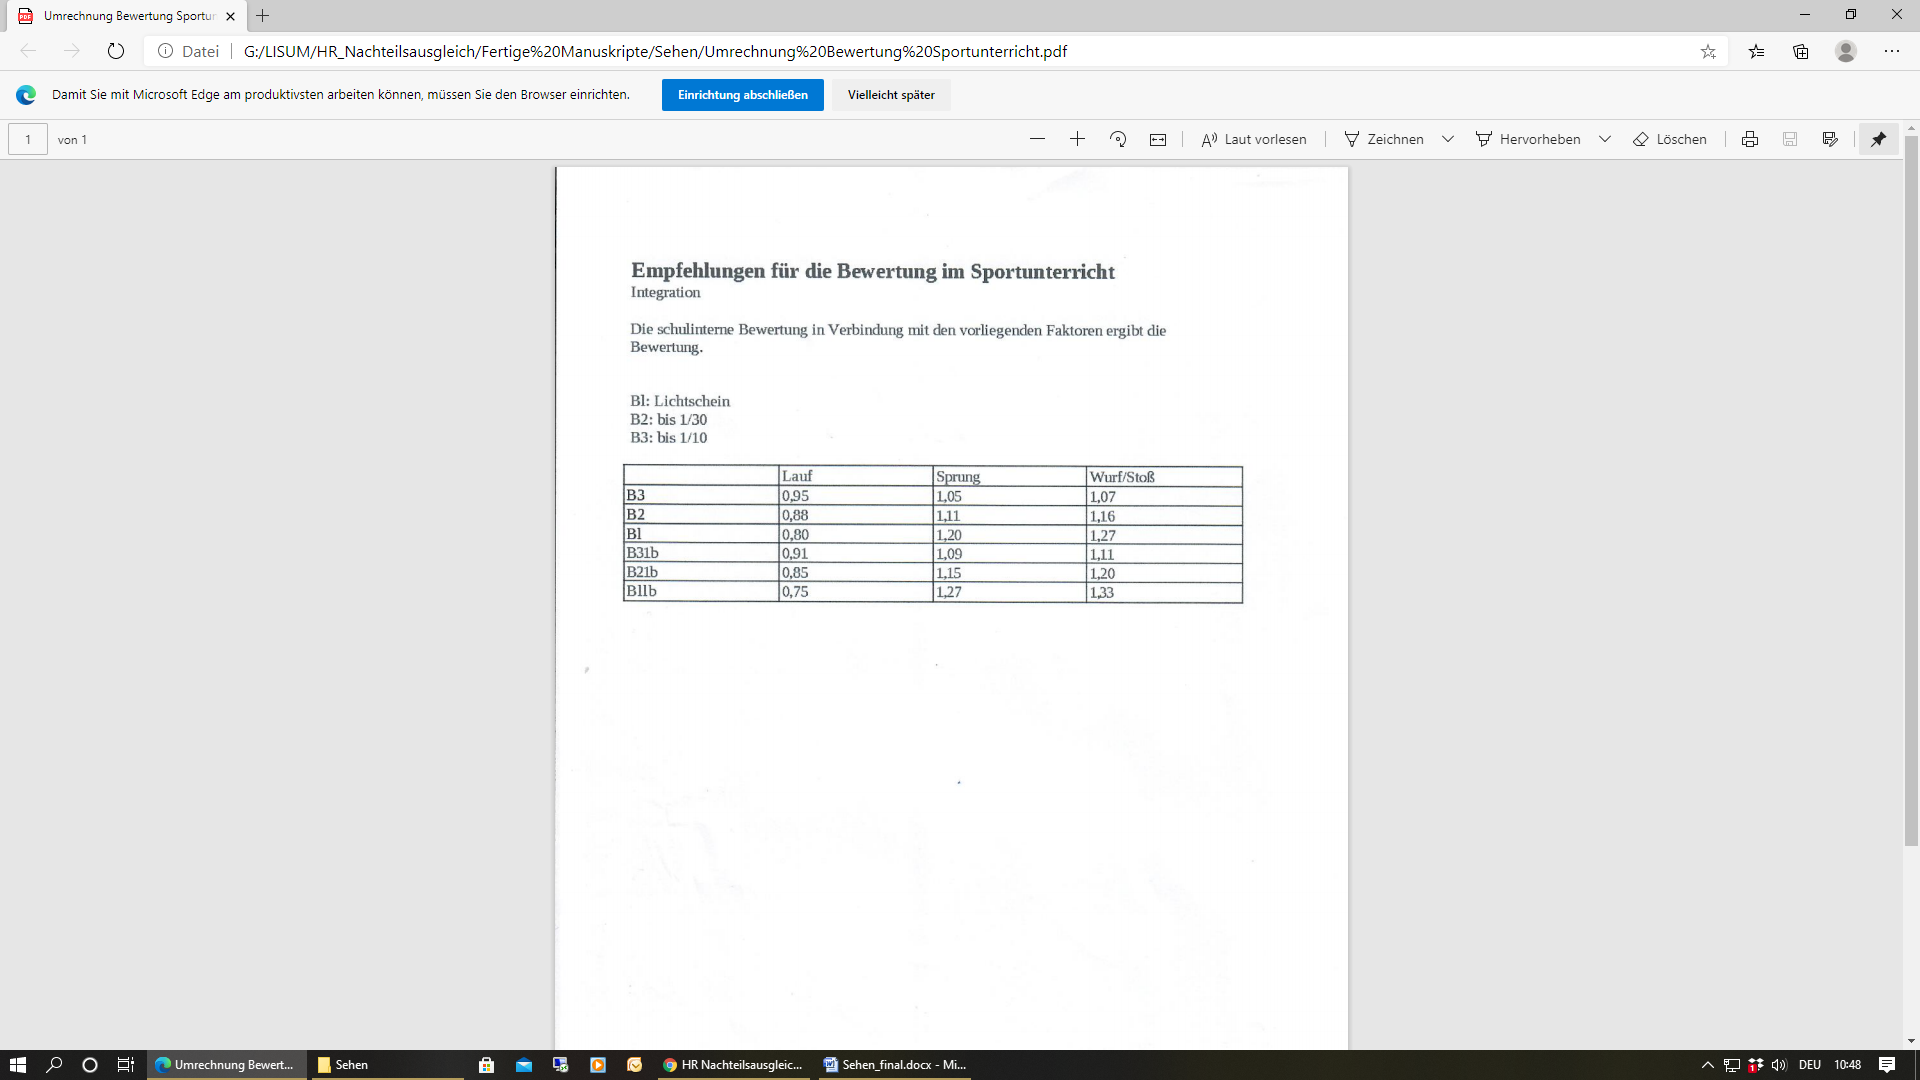 Umrechnung Bewertung Sportun
Datei
G:/LISUM/HR_Nachteilsausgleich/Fertige%20Manuskripte/Sehen/Umrechnung%20Bewertung%20Sportunterricht.pdf
Damit Sie mit Microsoft Edge am produktivsten arbeiten können, müssen Sie den Browser einrichten.
Einrichtung abschließen
Vielleicht später
1 von 1
Laut vorlesen
Zeichnen
Hervorheben
Löschen
Empfehlungen für die Bewertung im Sportunterricht
Integration
Die schulinterne Bewertung in Verbindung mit den vorliegenden Faktoren ergibt die
Bewertung.
Bl: Lichtschein
B2: bis 1/30
B3: bis 1/10
Lauf Sprung Wurf/Stoß
B3 0,95 1,05 1,07
B2 0,88 1,11 1,16
Bl 0,80 1,20 1,27
B31b 0,91 1,09 1,11
B21b 0,85 1,15 1,20
Bllb 0,75 1,27 1,33
Umrechnung Bewert...
Sehen
HR Nachteilsausgleic...
Sehen_final.docx - Mi...
DEU
10:48